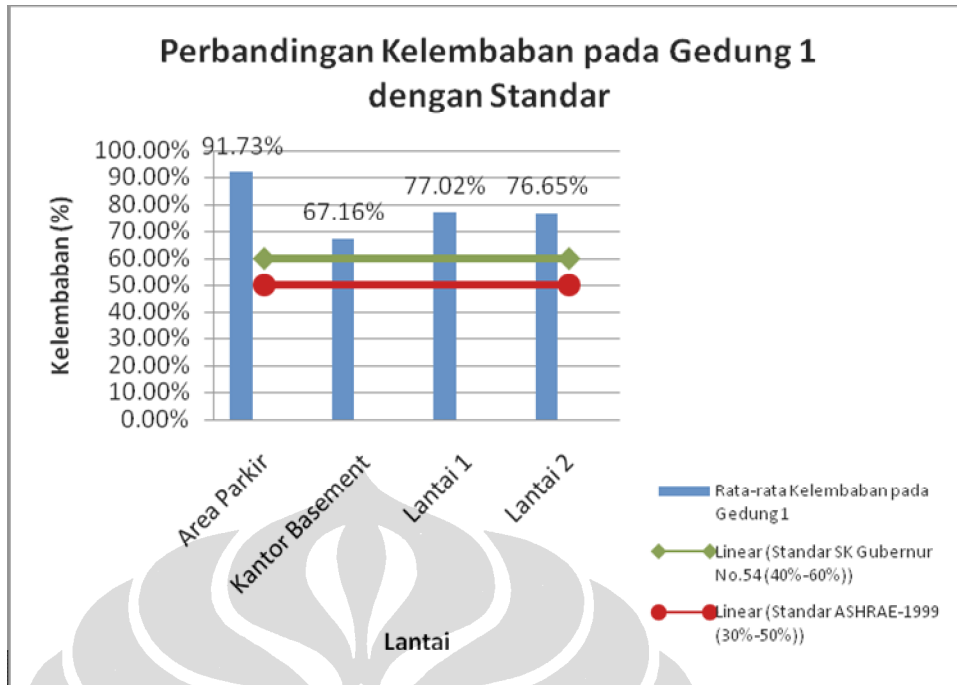 Perbandingan Kelembaban pada Gedung 1
dengan Standar
Kelembaban (%)
100.00%
90.00%
80.00%
70.00%
60.00%
50.00%
40.00%
30.00%
20.00%
10.00%
0.00%
91.73%
67.16%
77.02%
76.65%
Area Parkir
Kantor Basement
Lantai 1
Lantai 2
Lantai
Rata-rata Kelembaban pada
Gedung 1
Linear (Standar SK Gubernur
No.54 (40%-60%))
Linear (Standar ASHRAE-1999
(30%-50%))